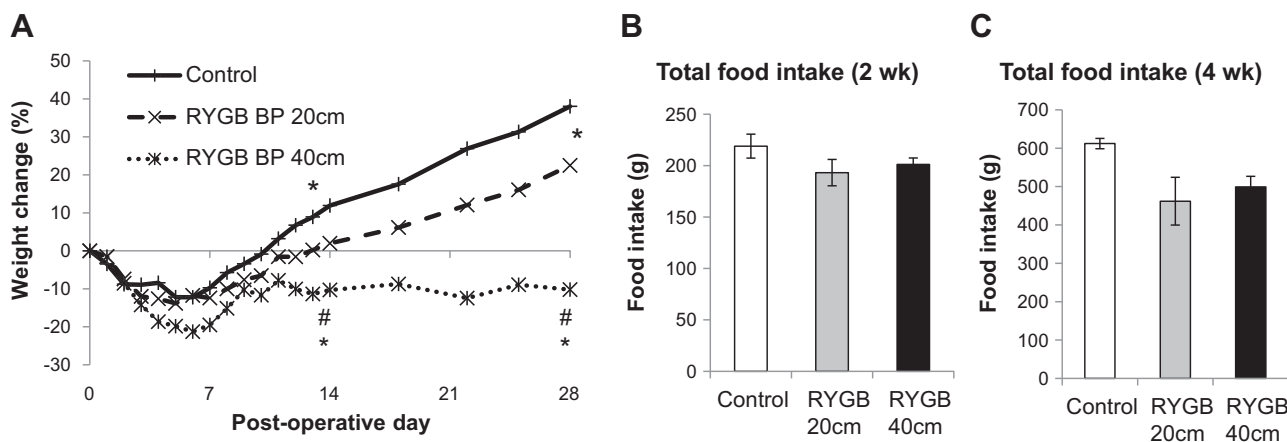 A
Weight change (%)
50
40
30
20
10
0
-10
-20
-30
Control
RYGB BP 20cm
RYGB BP 40cm
*
*
#
*
#
*
0
7
14
21
28
Post-operative day
B
Total food intake (2 wk)
Food intake (g)
250
200
150
100
50
0
Control
RYGB
20cm
RYGB
40cm
C
Total food intake (4 wk)
Food intake (g)
700
600
500
400
300
200
100
0
Control
RYGB
20cm
RYGB
40cm